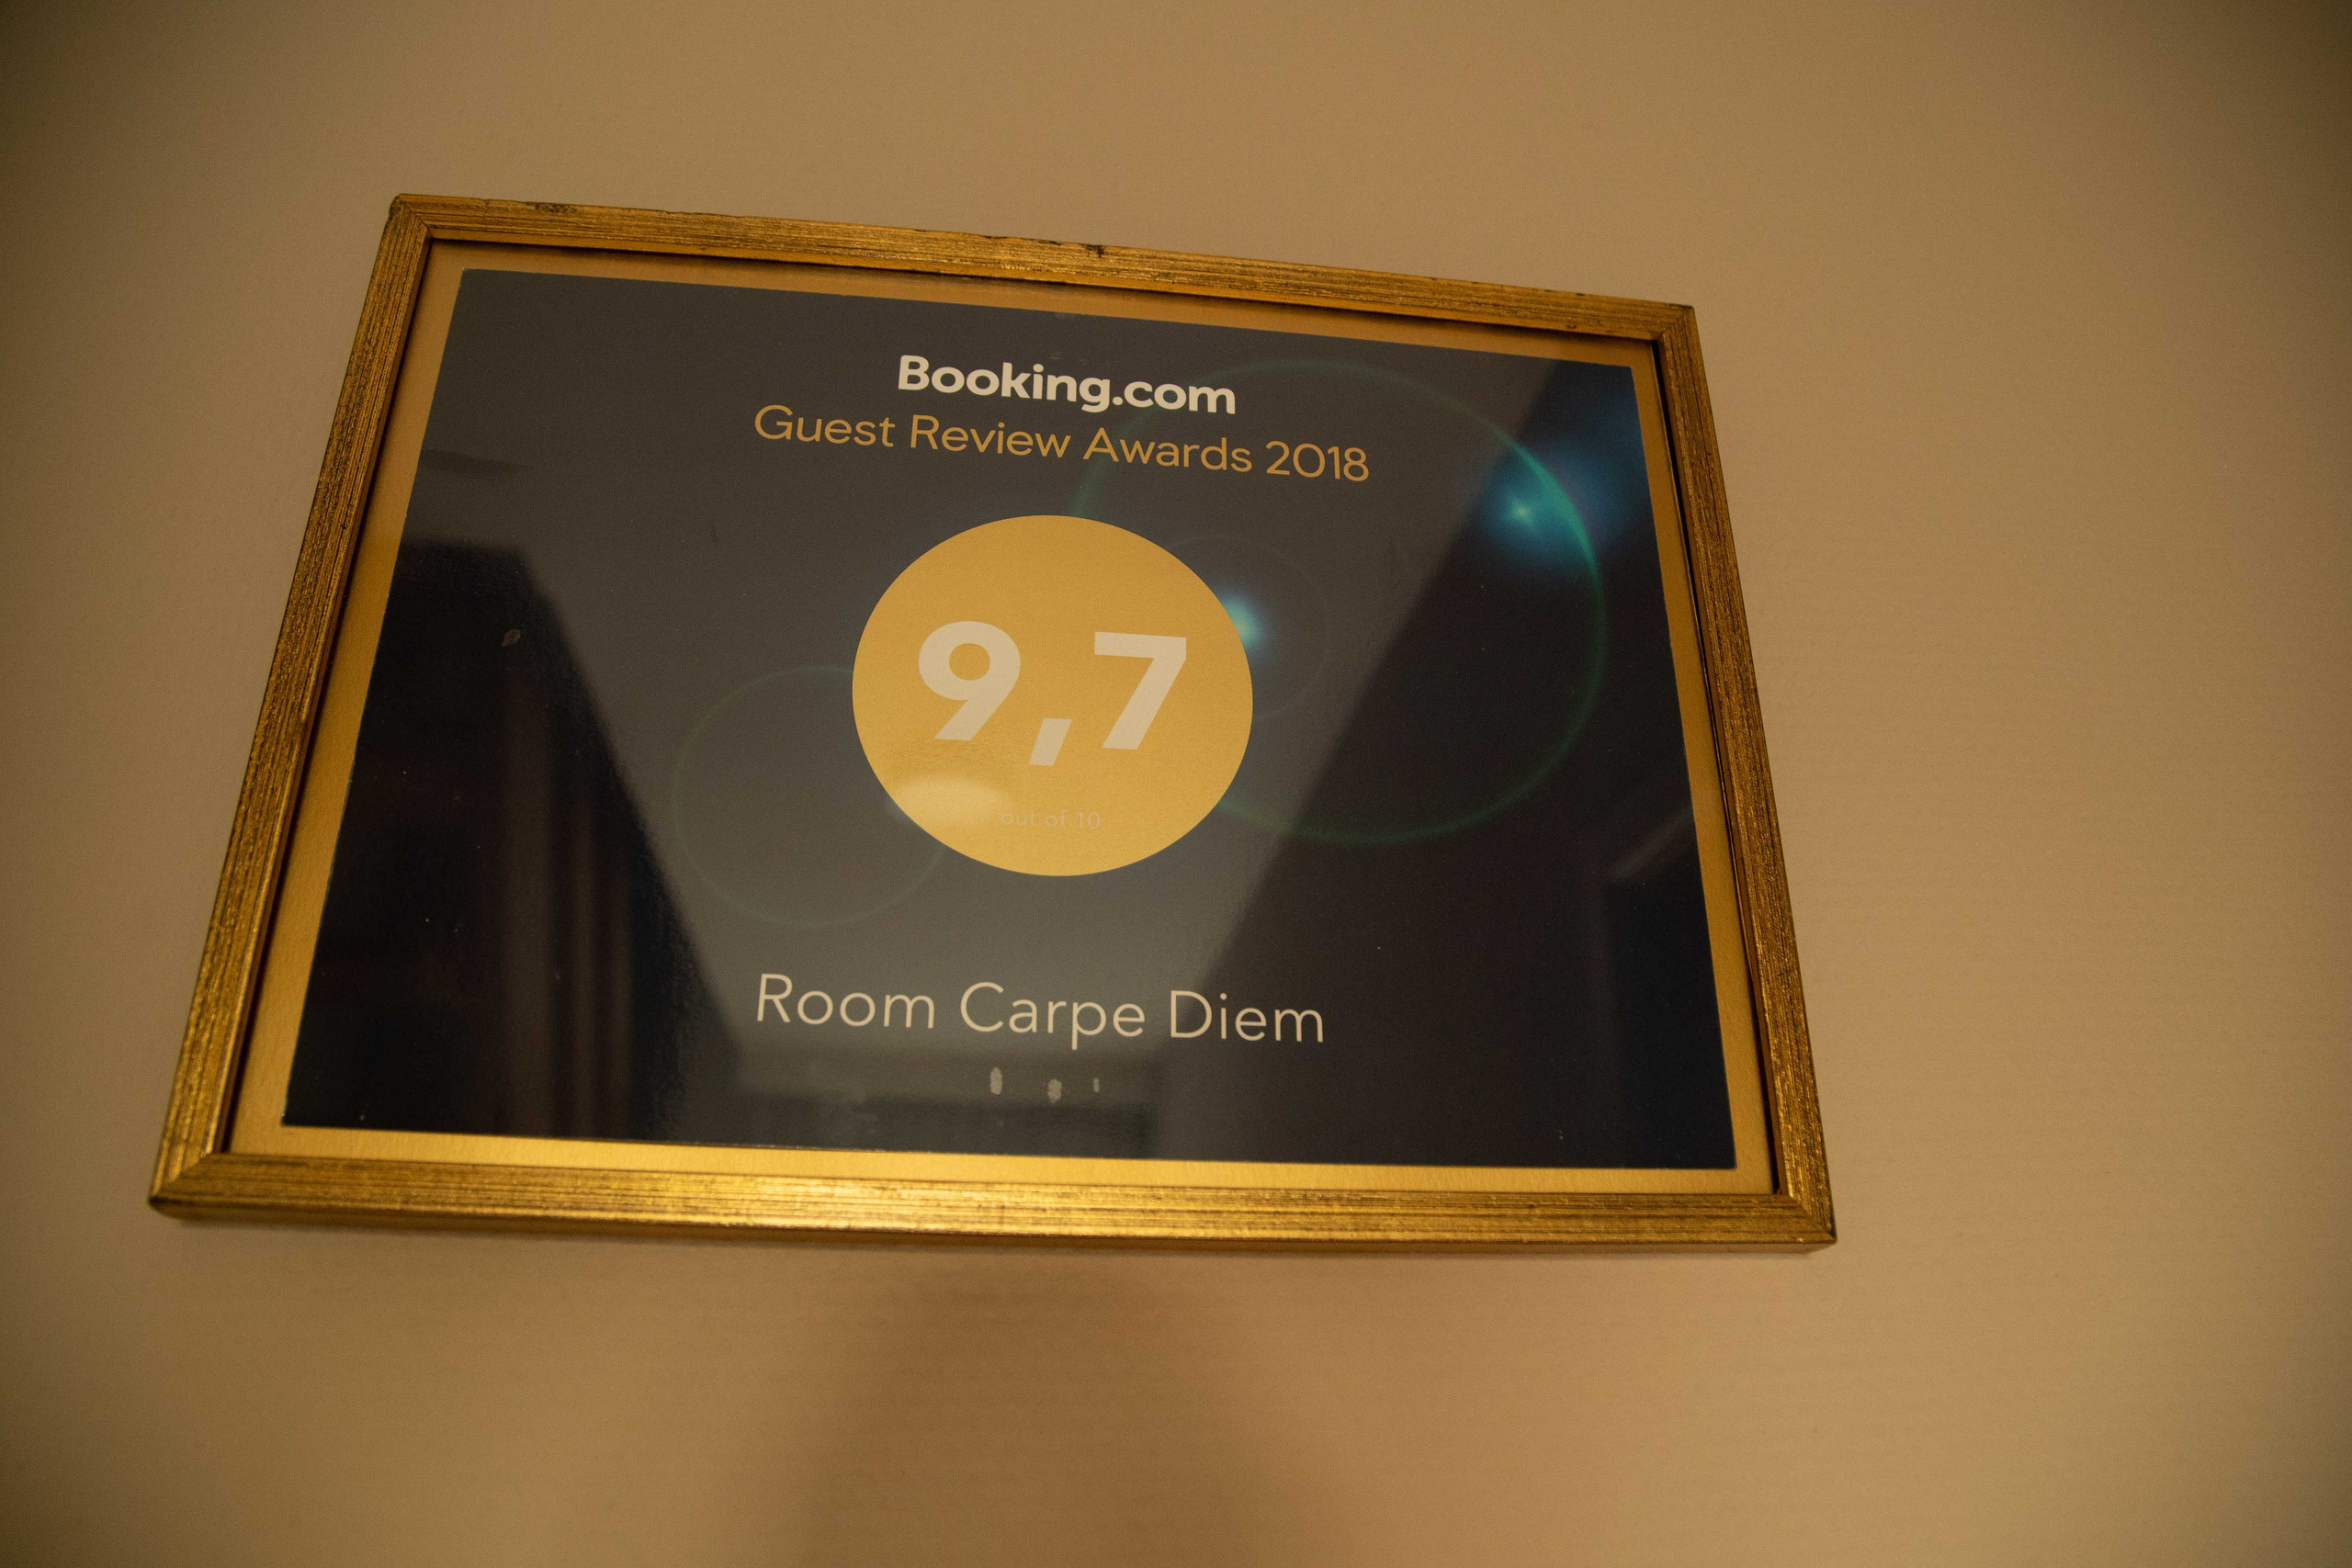 Booking.com
Guest Review Awards 2018
9,7
out of 10
Room Carpe Diem